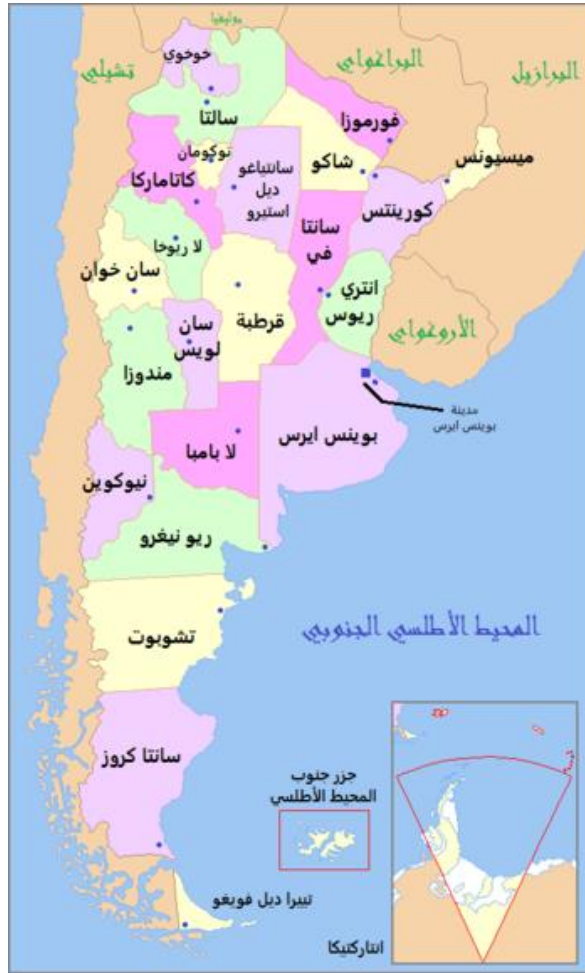 بوليفيا
خوخوي
تشيلي
الباراغواي
البرازيل
سالتا
فورموزا
توكومان
شاكو
ميسيونس
سانتياغو
ديل
استيرو
كاتاماركا
كورينتس
سانتا
في
لا ريوخا
سان خوان
انتري
ريوس
قرطبة
سان
لويس
الأروغواي
مندوزا
مدينة
بوينس ايرس
بوينس ايرس
لا بامبا
نيوكوين
ريو نيغرو
تشوبوت
المحيط الأطلسي الجنوبي
سانتا كروز
جزر جنوب
المحيط الأطلسي
تييرا ديل فويغو
انتاركتيكا